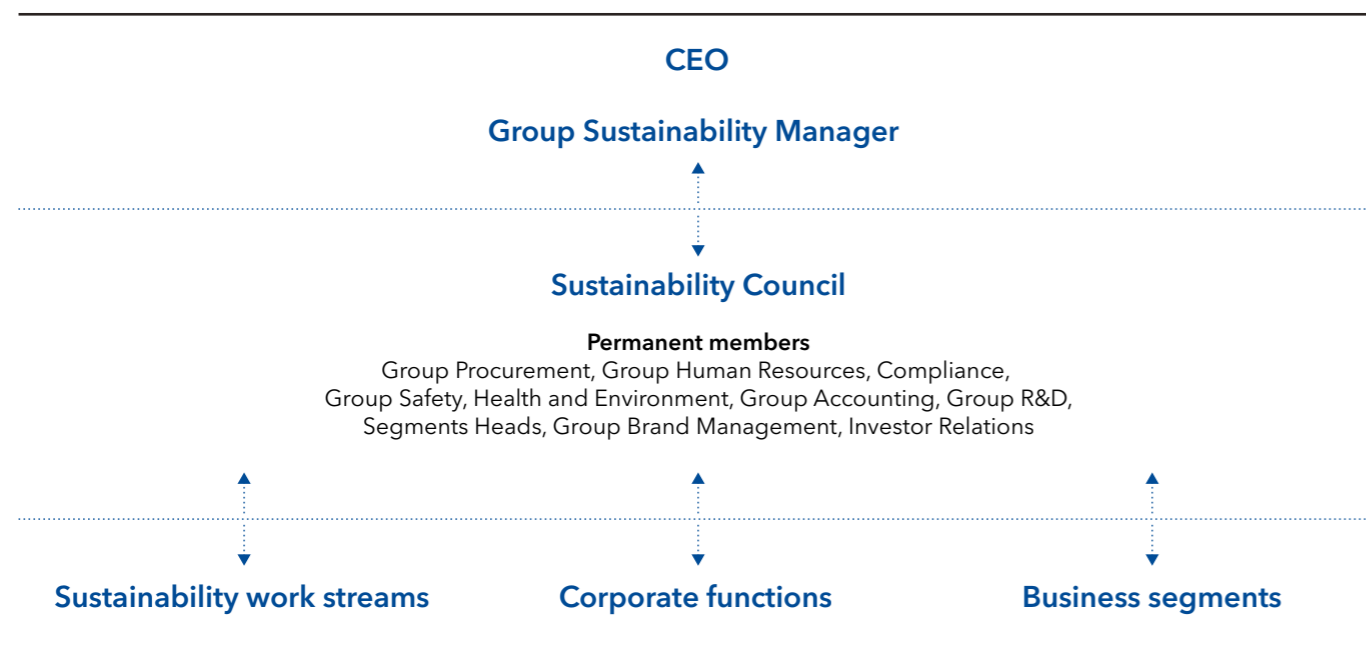 CEO
Group Sustainability Manager
Sustainability Council
Permanent members
Group Procurement, Group Human Resources, Compliance,
Group Safety, Health and Environment, Group Accounting, Group R&D,
Segments Heads, Group Brand Management, Investor Relations
Sustainability work streams
Corporate functions
Business segments